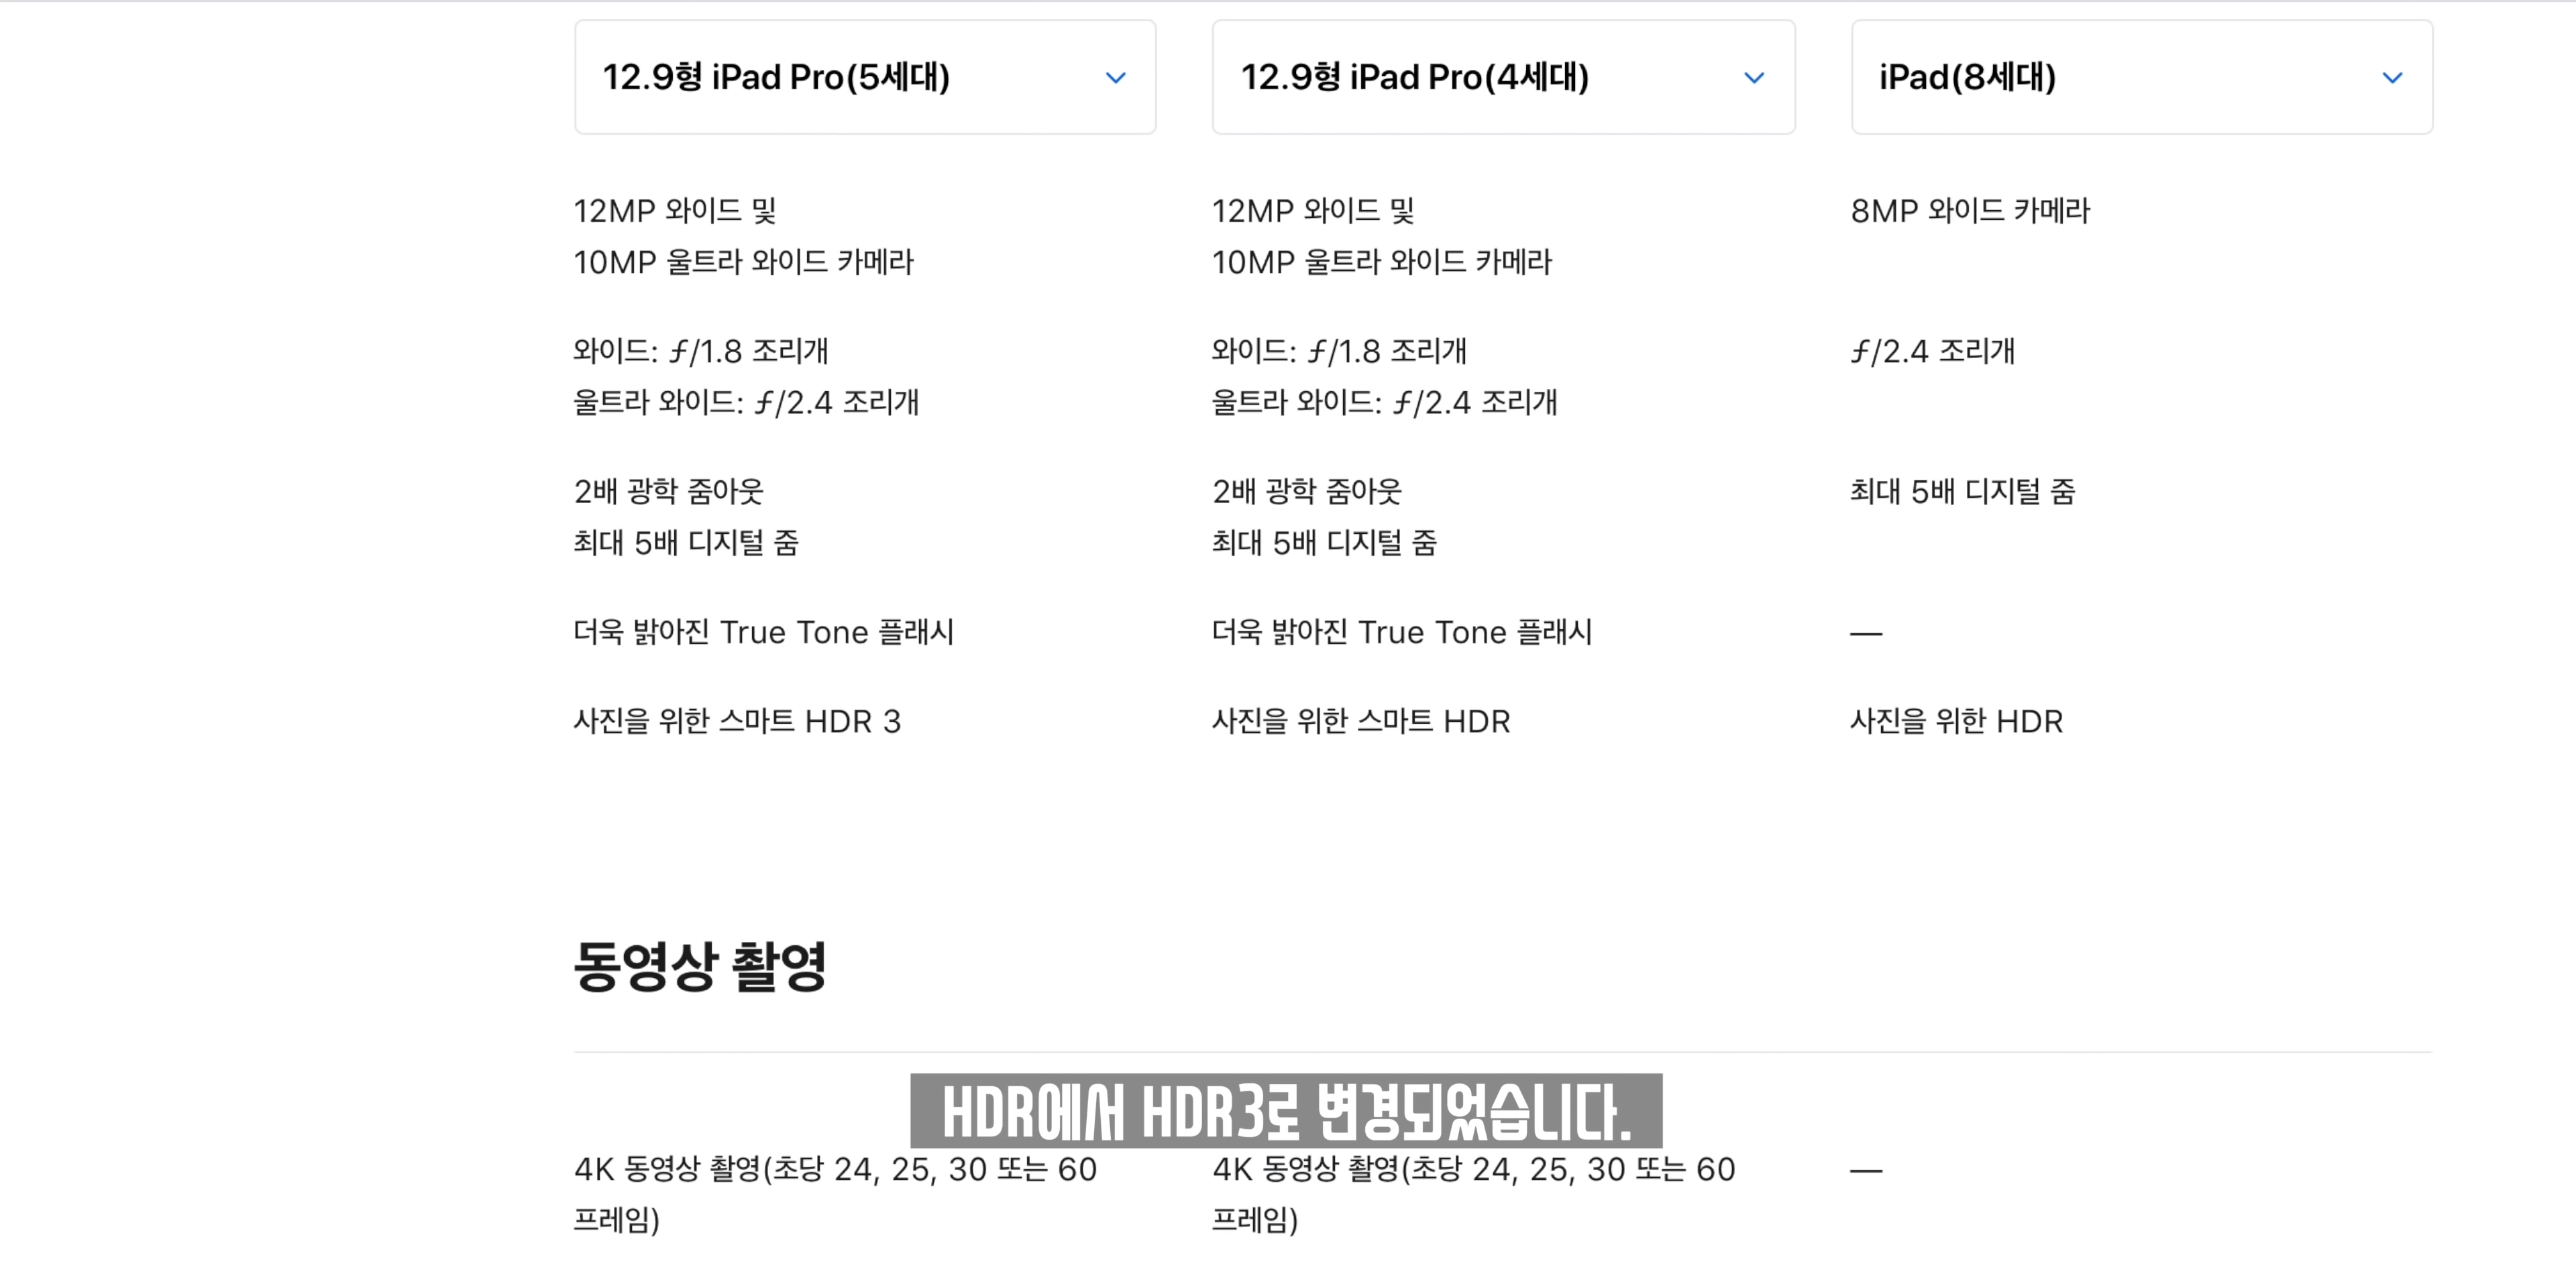 12.9형 iPad Pro(5세대)
12.9형 iPad Pro(4세대)
iPad(8세대)
12MP 와이드 및
10MP 울트라 와이드 카메라
12MP 와이드 및
10MP 울트라 와이드 카메라
8MP 와이드 카메라
와이드: ƒ/1.8 조리개
울트라 와이드: ƒ/2.4 조리개
와이드: ƒ/1.8 조리개
울트라 와이드: ƒ/2.4 조리개
ƒ/2.4 조리개
2배 광학 줌아웃
최대 5배 디지털 줌
2배 광학 줌아웃
최대 5배 디지털 줌
최대 5배 디지털 줌
더욱 밝아진 True Tone 플래시
더욱 밝아진 True Tone 플래시
—
사진을 위한 스마트 HDR 3
사진을 위한 스마트 HDR
사진을 위한 HDR
동영상 촬영
HDR에서 HDR3로 변경되었습니다.
4K 동영상 촬영(초당 24, 25, 30 또는 60
프레임)
4K 동영상 촬영(초당 24, 25, 30 또는 60
프레임)
—